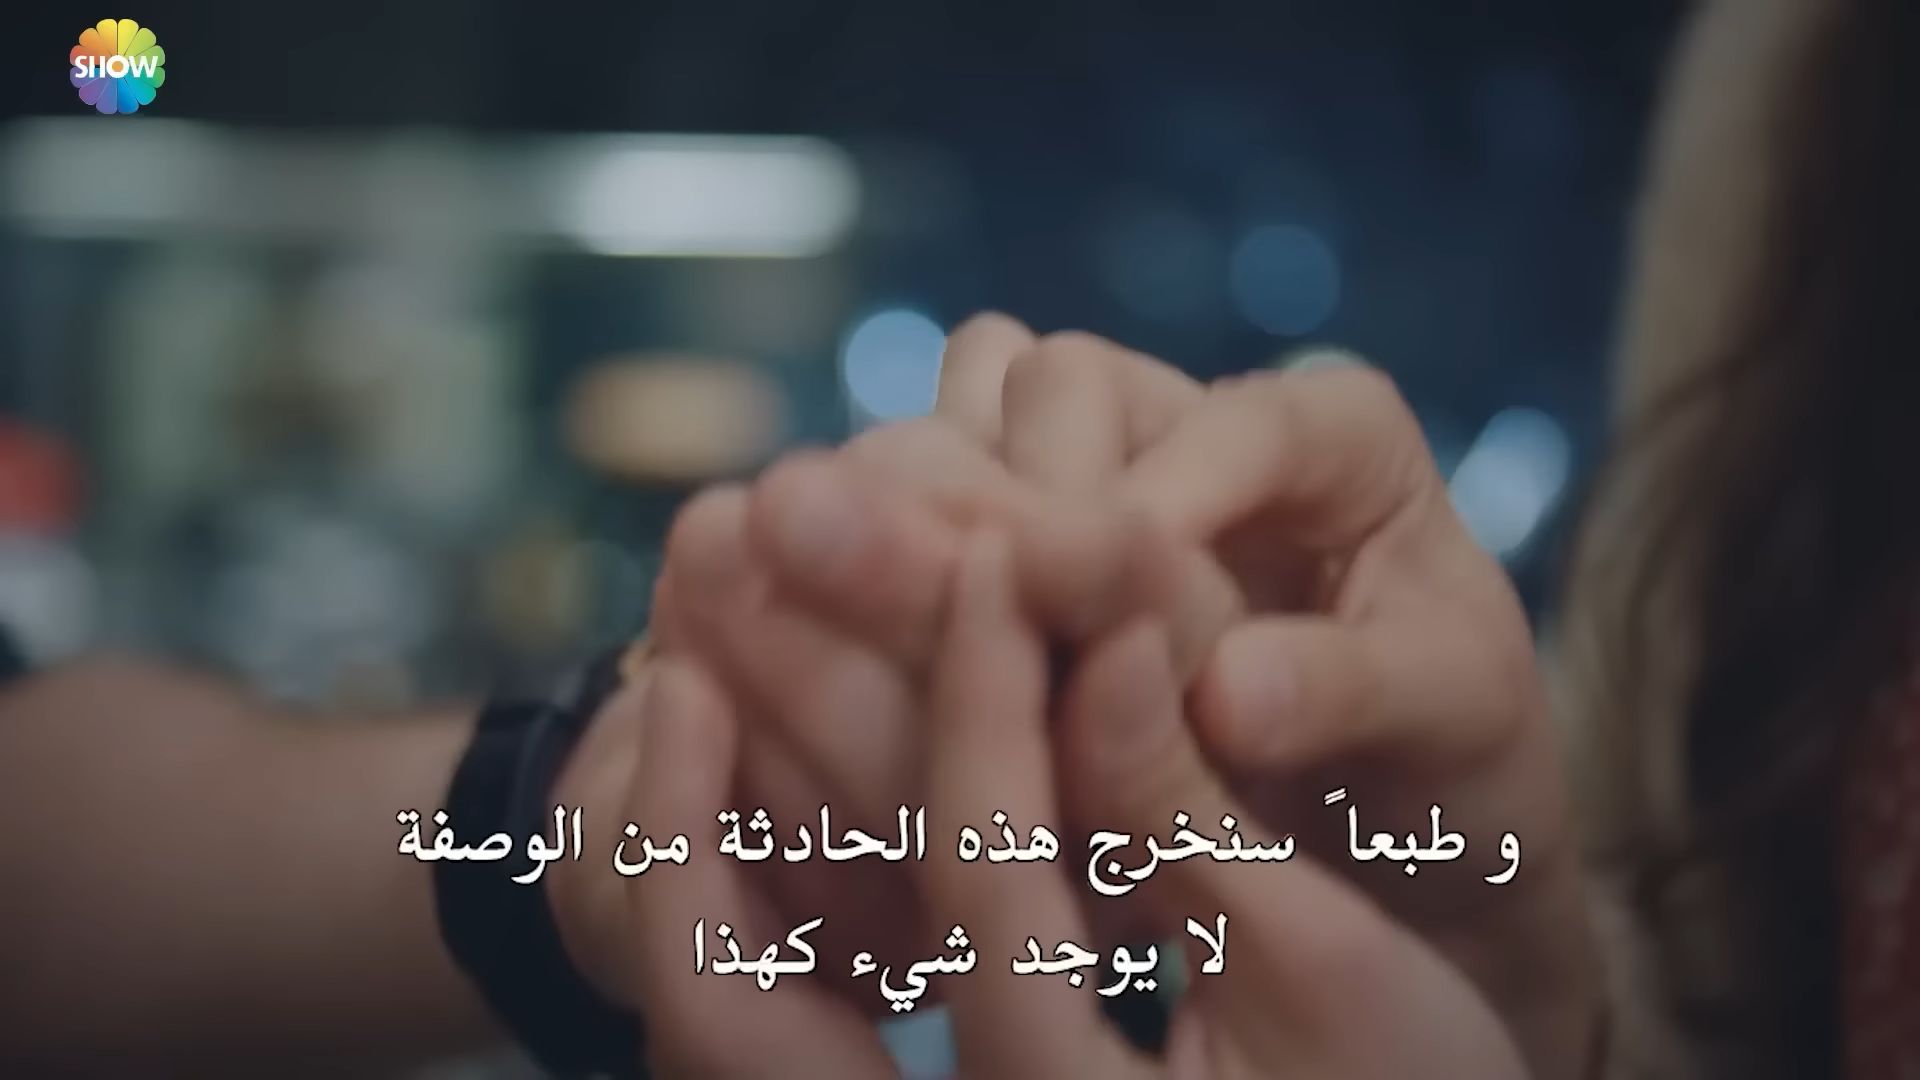 SHOW
و طبعاً سنخرج هذه الحادثة من الوصفة
لا يوجد شيء كهذا